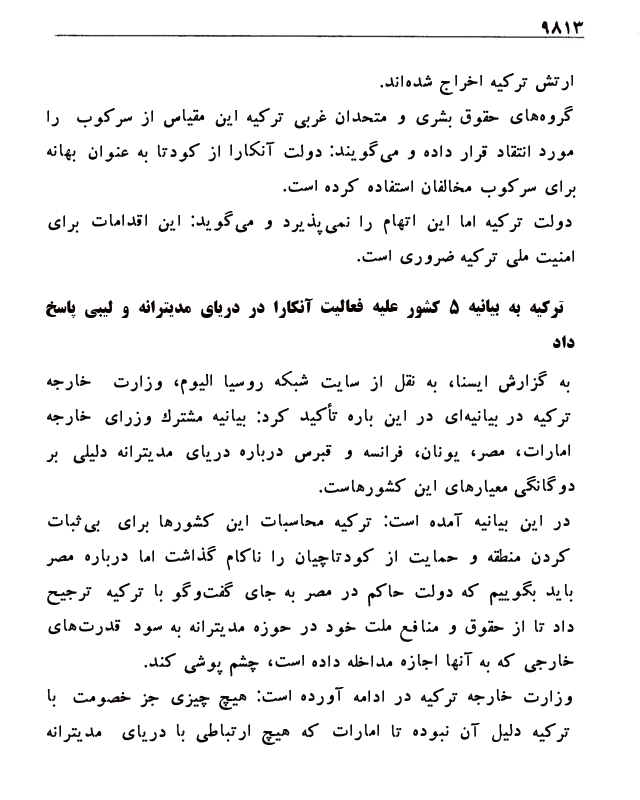 ۹۸۱۳
ارتش ترکیه اخراج شده‌اند.
گروه‌های حقوق بشری و متحدان غربی ترکیه این مقیاس از سرکوب را
مورد انتقاد قرار داده و می‌گویند: دولت آنکارا از کودتا به عنوان بهانه
برای سرکوب مخالفان استفاده کرده است.
دولت ترکیه اما این اتهام را نمی‌پذیرد و می‌گوید: این اقدامات برای
امنیت ملی ترکیه ضروری است.
ترکیه به بیانیه ۵ کشور علیه فعالیت آنکارا در دریای مدیترانه و لیبی پاسخ
داد
به گزارش ایسنا، به نقل از سایت شبکه روسیا الیوم، وزارت خارجه
ترکیه در بیانیه‌ای در این باره تأکید کرد: بیانیه مشترك وزرای خارجه
امارات، مصر، یونان، فرانسه و قبرس درباره دریای مدیترانه دلیلی بر
دوگانگی معیارهای این کشورهاست.
در این بیانیه آمده است: ترکیه محاسبات این کشورها برای بی‌ثبات
کردن منطقه و حمایت از کودتاچیان را ناکام گذاشت اما درباره مصر
باید بگوییم که دولت حاکم در مصر به جای گفت‌وگو با ترکیه ترجیح
داد تا از حقوق و منافع ملت خود در حوزه مدیترانه به سود قدرت‌های
خارجی که به آنها اجازه مداخله داده است، چشم پوشی کند.
وزارت خارجه ترکیه در ادامه آورده است: هیچ چیزی جز خصومت با
ترکیه دلیل آن نبوده تا امارات که هیچ ارتباطی با دریای مدیترانه